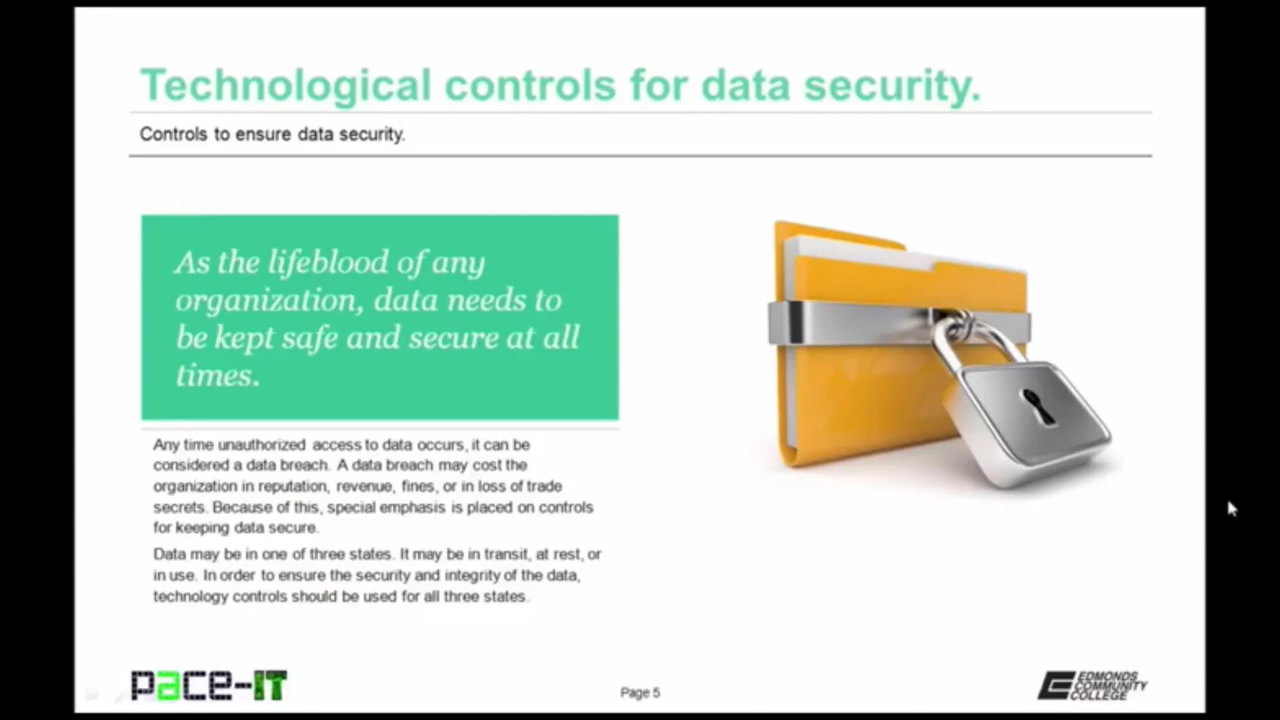 Technological controls for data security.
Controls to ensure data security.
As the lifeblood of any
organization, data needs to
be kept safe and secure at all
times.
Any time unauthorized access to data occurs, it can be
considered a data breach. A data breach may cost the
organization in reputation, revenue, fines, or in loss of trade
secrets. Because of this, special emphasis is placed on controls
for keeping data secure.
Data may be in one of three states. It may be in transit, at rest, or
in use. In order to ensure the security and integrity of the data,
technology controls should be used for all three states.
pace-IT
Page 5
EDMONDS
COMMUNITY
COLLEGE